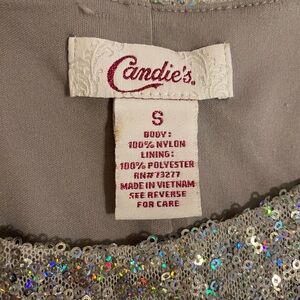 Candie's.
S
BODY:
100% NYLON
LINING:
100% POLYESTER
RN#73277
MADE IN VIETNAM
SEE REVERSE
FOR CARE